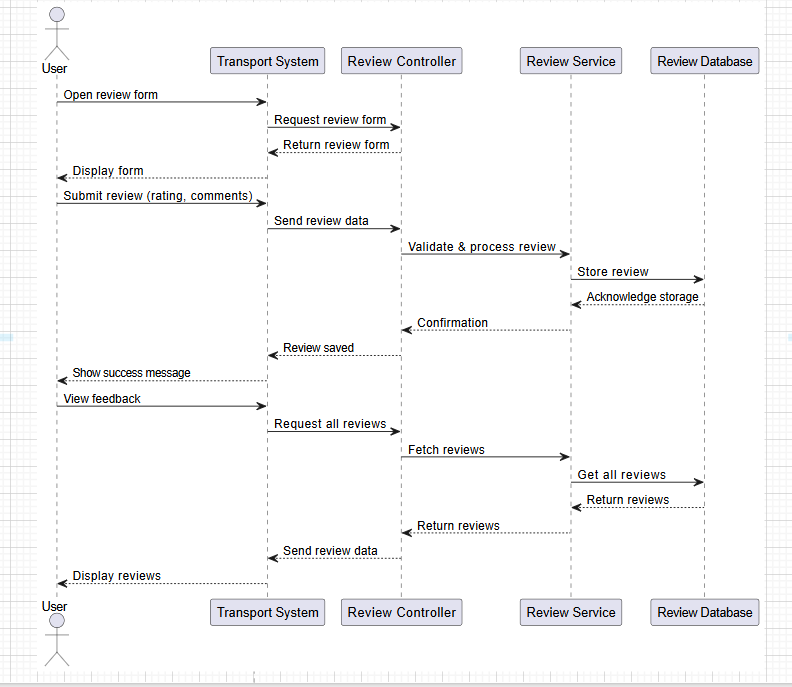 User
Transport System
Review Controller
Review Service
Review Database
Open review form
Request review form
Return review form
Display form
Submit review (rating, comments)
Send review data
Validate & process review
Store review
Acknowledge storage
Confirmation
Review saved
Show success message
View feedback
Request all reviews
Fetch reviews
Get all reviews
Return reviews
Return reviews
Send review data
Display reviews
User
Transport System
Review Controller
Review Service
Review Database